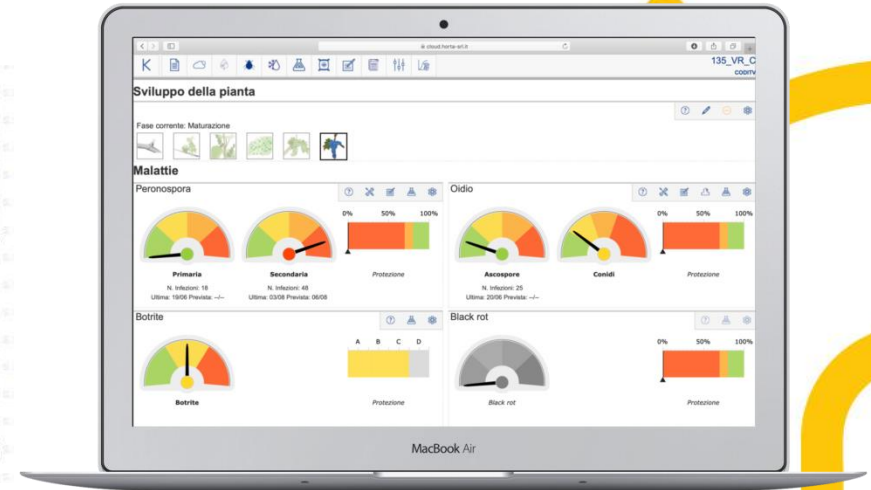 cloud.horta-srl.it
135_VR_C
CODITV
Sviluppo della pianta
Fase corrente: Maturazione
Malattie
Peronospora
0% 50% 100%
Primaria
N. Infezioni: 18
Ultima: 19/06 Prevista: --/--
Secondaria
N. Infezioni: 48
Ultima: 03/08 Prevista: 06/08
Protezione
Oidio
0% 50% 100%
Ascospore
N. Infezioni: 25
Ultima: 20/06 Prevista: --/--
Conidi
Protezione
Botrite
A B C D
Botrite
Protezione
Black rot
0% 50% 100%
Black rot
Protezione
MacBook Air